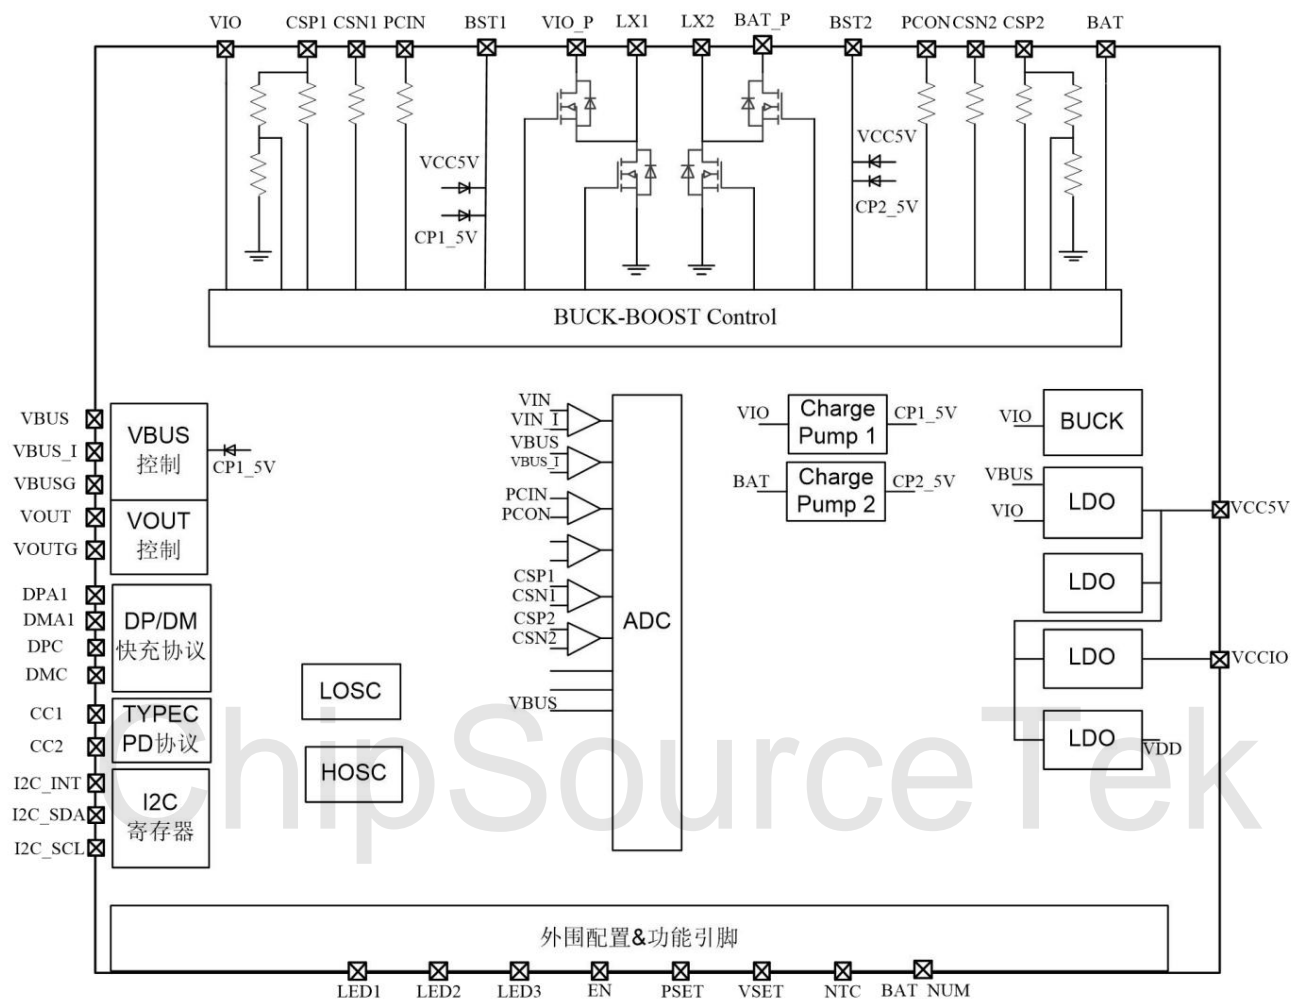 VIO CSP1 CSN1 PCIN BST1 VIO_P LX1 LX2 BAT_P BST2 PCON CSN2 CSP2 BAT
VCC5V
CP1_5V
VCC5V
CP2_5V
BUCK-BOOST Control
VBUS
VBUS_I
VBUSG
VOUT
VOUTG
DPA1
DMA1
DPC
DMC
CC1
CC2
I2C_INT
I2C_SDA
I2C_SCL
VBUS
控制
CP1_5V
VOUT
控制
DP/DM
快充协议
TYPEC
PD协议
I2C
寄存器
LOSC
HOSC
VIN
VIN_I
VBUS
VBUS_I
PCIN
PCON
CSP1
CSN1
CSP2
CSN2
VBUS
ADC
VIO
Charge
Pump 1
CP1_5V
BAT
Charge
Pump 2
CP2_5V
VIO
BUCK
VBUS
VIO
LDO
LDO
LDO
LDO
VDD
VCC5V
VCCIO
ChipSourceTek
外围配置&功能引脚
LED1 LED2 LED3 EN PSET VSET NTC BAT_NUM